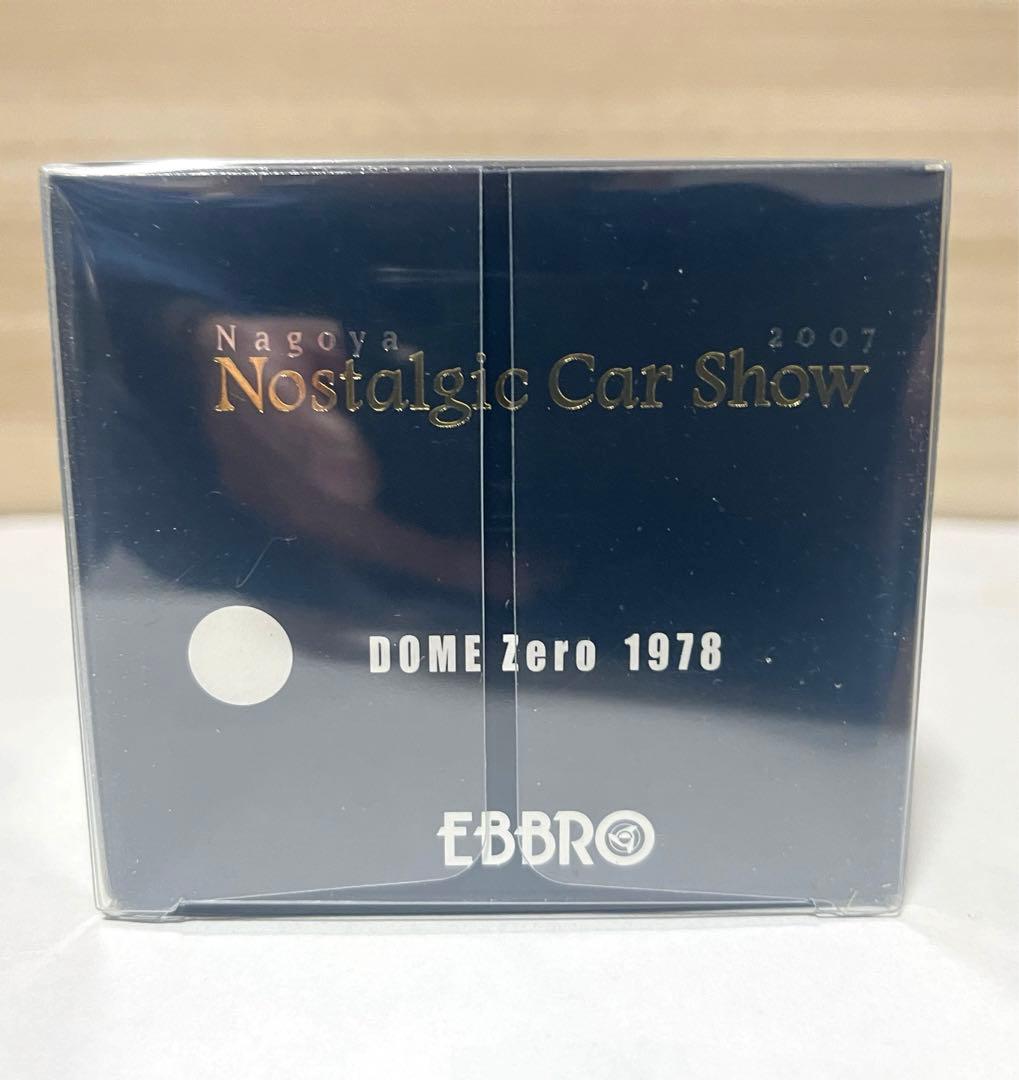 Nagoya 2007
Nostalgic Car Show
DOME Zero 1978
EBBRO